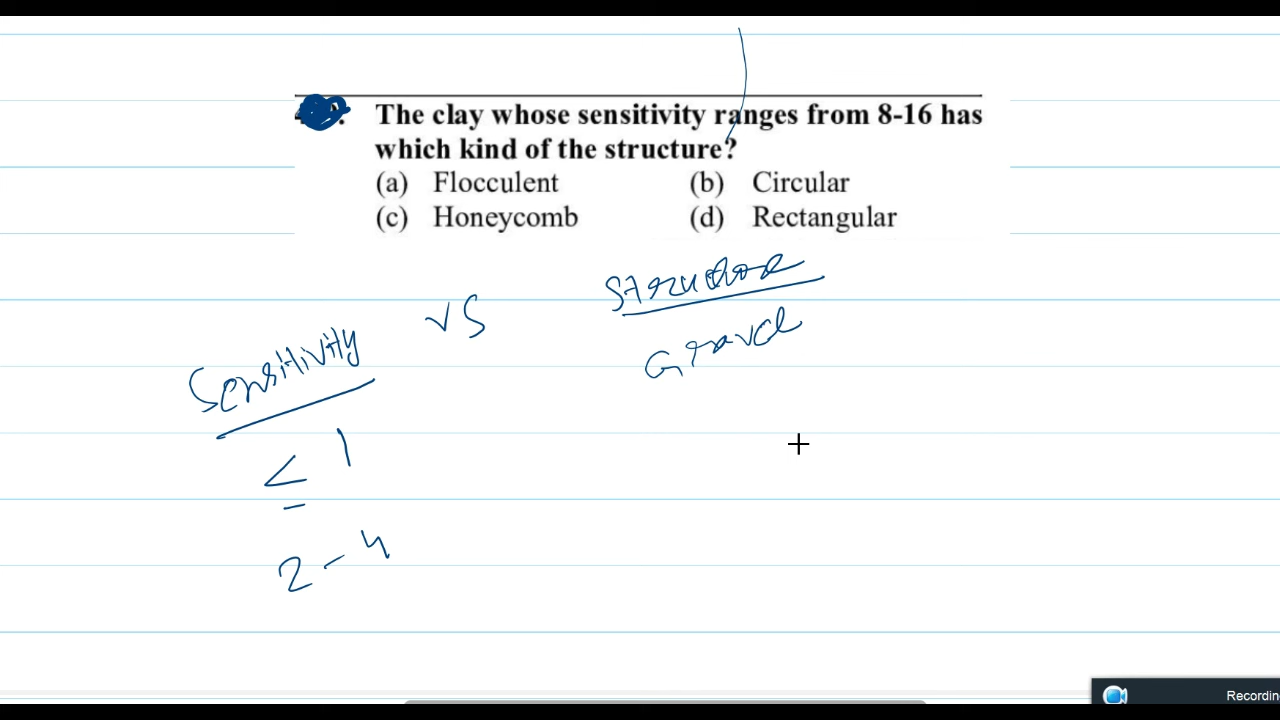 The clay whose sensitivity ranges from 8-16 has
which kind of the structure?
(a) Flocculent (b) Circular
(c) Honeycomb (d) Rectangular
Sensitivity vs Structure
≤ 1 Gravel
2 - 4
Recordin